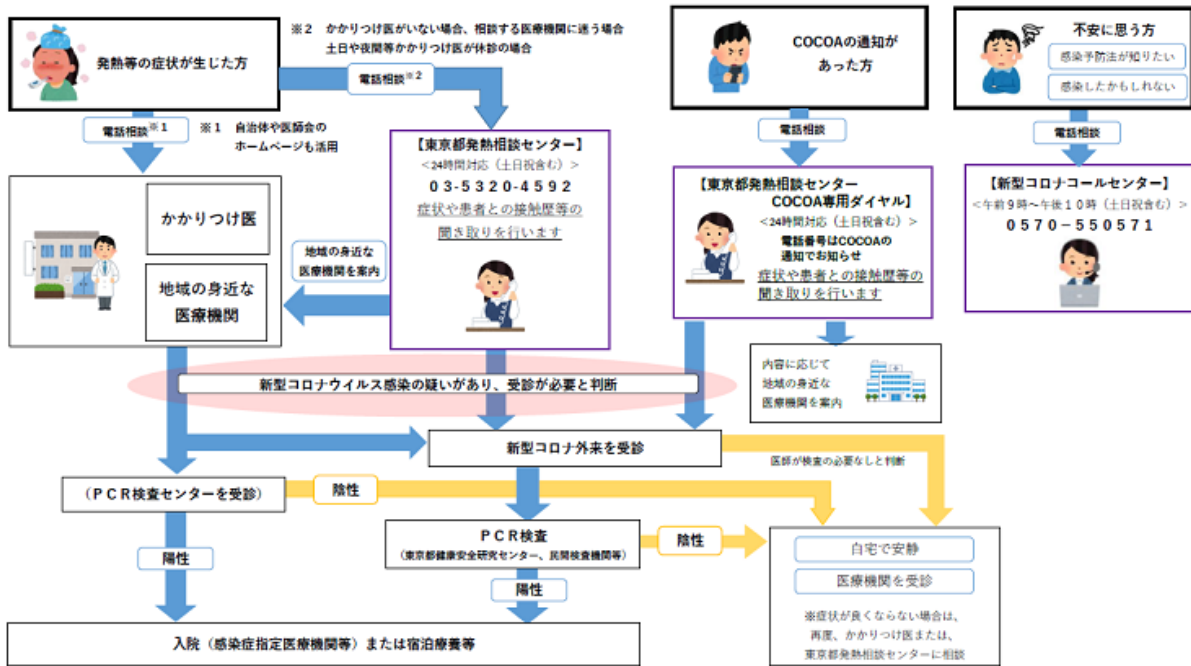 発熱等の症状が生じた方
※２　かかりつけ医がいない場合、相談する医療機関に迷う場合
土日や夜間等かかりつけ医が休診の場合
電話相談※2
電話相談※1
※１　自治体や医師会の
ホームページも活用
かかりつけ医
地域の身近な
医療機関
【東京都発熱相談センター】
＜24時間対応（土日祝含む）＞
０３-５３２０-４５９２
症状や患者との接触歴等の
聞き取りを行います
地域の身近な
医療機関を案内
COCOAの通知が
あった方
電話相談
【東京都発熱相談センター
COCOA専用ダイヤル】
＜24時間対応（土日祝含む）＞
電話番号はCOCOAの
通知でお知らせ
症状や患者との接触歴等の
聞き取りを行います
内容に応じて
地域の身近な
医療機関を案内
不安に思う方
感染予防法が知りたい
感染したかもしれない
電話相談
【新型コロナコールセンター】
＜午前９時～午後１０時（土日祝含む）＞
０５７０－５５０５７１
新型コロナウイルス感染の疑いがあり、受診が必要と判断
新型コロナ外来を受診
医師が検査の必要なしと判断
（ＰＣＲ検査センターを受診）
陰性
ＰＣＲ検査
（東京都健康安全研究センター、民間検査機関等）
陰性
陽性
陽性
入院（感染症指定医療機関等）または宿泊療養等
自宅で安静
医療機関を受診
※症状が良くならない場合は、
再度、かかりつけ医または、
東京都発熱相談センターに相談